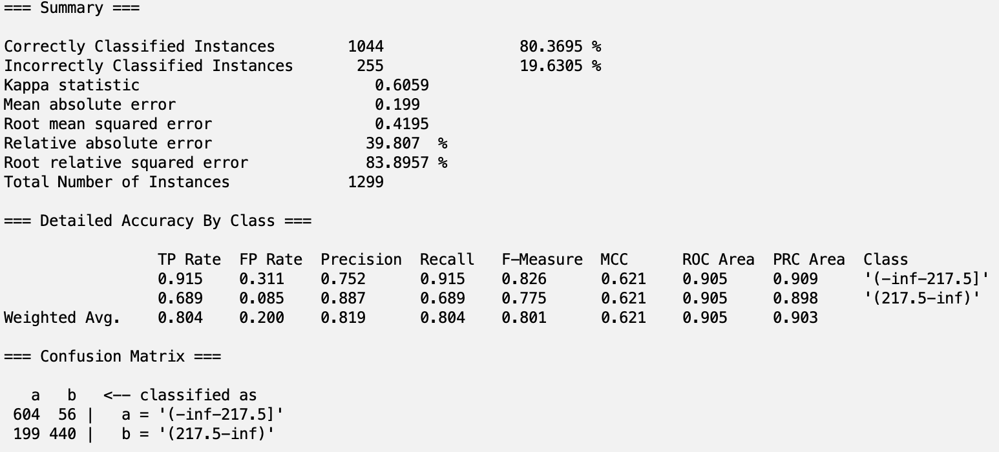 === Summary ===
Correctly Classified Instances 1044 80.3695 %
Incorrectly Classified Instances 255 19.6305 %
Kappa statistic 0.6059
Mean absolute error 0.199
Root mean squared error 0.4195
Relative absolute error 39.807 %
Root relative squared error 83.8957 %
Total Number of Instances 1299
=== Detailed Accuracy By Class ===
TP Rate FP Rate Precision Recall F-Measure MCC ROC Area PRC Area Class
0.915 0.311 0.752 0.915 0.826 0.621 0.905 0.909 '(-inf-217.5]'
0.689 0.085 0.887 0.689 0.775 0.621 0.905 0.898 '(217.5-inf)'
Weighted Avg. 0.804 0.200 0.819 0.804 0.801 0.621 0.905 0.903
=== Confusion Matrix ===
a b <-- classified as
604 56 | a = '(-inf-217.5]'
199 440 | b = '(217.5-inf)'